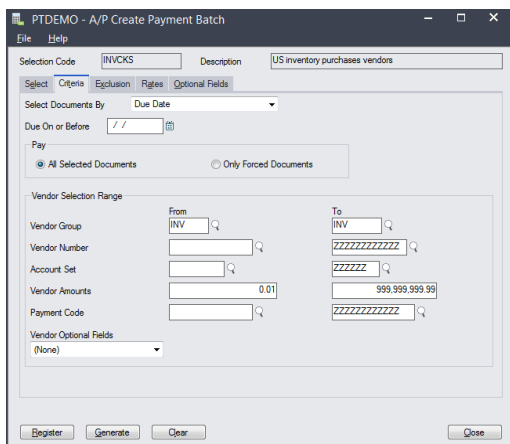 PTDEMO - A/P Create Payment Batch
File Help
Selection Code INVCKS Description US inventory purchases vendors
Select Criteria Exclusion Rates Optional Fields
Select Documents By Due Date
Due On or Before / /
Pay
All Selected Documents Only Forced Documents
Vendor Selection Range
From To
Vendor Group INV INV
Vendor Number ZZZZZZZZZZZZ
Account Set ZZZZZZ
Vendor Amounts 0.01 999,999,999.99
Payment Code ZZZZZZZZZZZZ
Vendor Optional Fields
(None)
Register Generate Clear Close